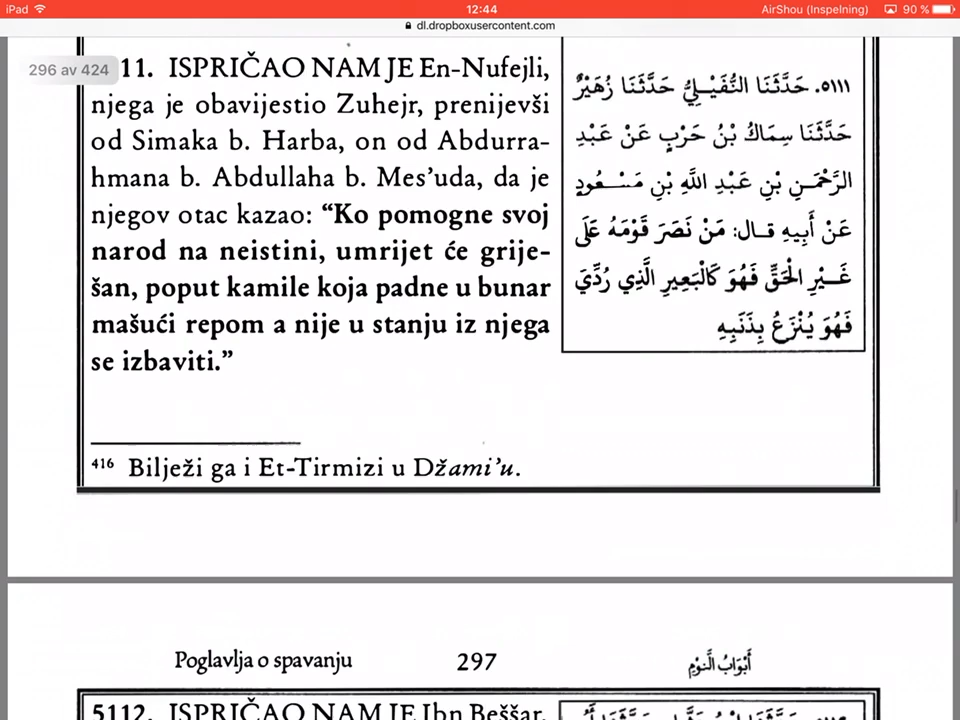 iPad
12:44
AirShou (Inspelning)
90 %
dl.dropboxusercontent.com
296 av 424
11. ISPRIČAO NAM JE En-Nufejli,
njega je obavijestio Zuhejr, prenijevši
od Simaka b. Harba, on od Abdurra-
hmana b. Abdullaha b. Mes’uda, da je
njegov otac kazao: “Ko pomogne svoj
narod na neistini, umrijet će grije-
šan, poput kamile koja padne u bunar
mašući repom a nije u stanju iz njega
se izbaviti.”
٥١١١. حَدَّثَنَا النُّفَيْلِيُّ حَدَّثَنَا زُهَيْرٌ
حَدَّثَنَا سِمَاكُ بْنُ حَرْبٍ عَنْ عَبْدِ
الرَّحْمَنِ بْنِ عَبْدِ اللَّهِ بْنِ مَسْعُودٍ
عَنْ أَبِيهِ قَالَ: مَنْ نَصَرَ قَوْمَهُ عَلَى
غَيْرِ الْحَقِّ فَهُوَ كَالْبَعِيرِ الَّذِي رُدِّيَ
فَهُوَ يُنْزَعُ بِذَنَبِهِ
416 Bilježi ga i Et-Tirmizi u Džami’u.
Poglavlja o spavanju
297
أَبْوَابُ النَّوْمِ
5112. ISPRIČAO NAM JE Ibn Beššar,